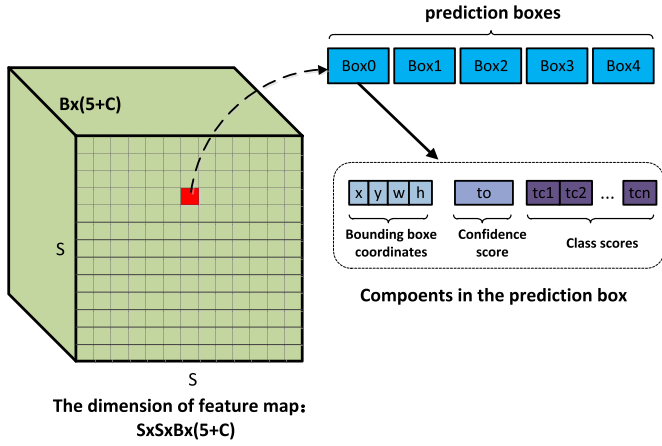 prediction boxes
Box0 Box1 Box2 Box3 Box4
Bx(5+C)
x y w h to tc1 tc2 ... tcn
Bounding boxe coordinates
Confidence score
Class scores
S
Compoents in the prediction box
S
The dimension of feature map:
SxSxBx(5+C)